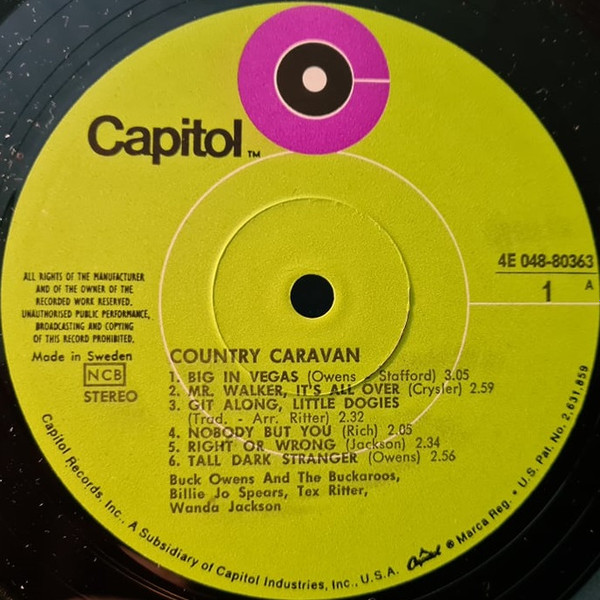 Capitol™
4E 048-80363
1 A
ALL RIGHTS OF THE MANUFACTURER
AND OF THE OWNER OF THE
RECORDED WORK RESERVED.
UNAUTHORISED PUBLIC PERFORMANCE,
BROADCASTING AND COPYING
OF THIS RECORD PROHIBITED.
Made in Sweden
NCB
STEREO
COUNTRY CARAVAN
1. BIG IN VEGAS (Owens - Stafford) 3.05
2. MR. WALKER, IT'S ALL OVER (Crysler) 2.59
3. GIT ALONG, LITTLE DOGIES
(Trad. - Arr. Ritter) 2.32
4. NOBODY BUT YOU (Rich) 2.05
5. RIGHT OR WRONG (Jackson) 2.34
6. TALL DARK STRANGER (Owens) 2.56
Buck Owens And The Buckaroos,
Billie Jo Spears, Tex Ritter,
Wanda Jackson
Capitol Records, Inc., A Subsidiary of Capitol Industries, Inc., U.S.A. Capitol ® Marca Reg. • U.S. Pat. No. 2,631,859